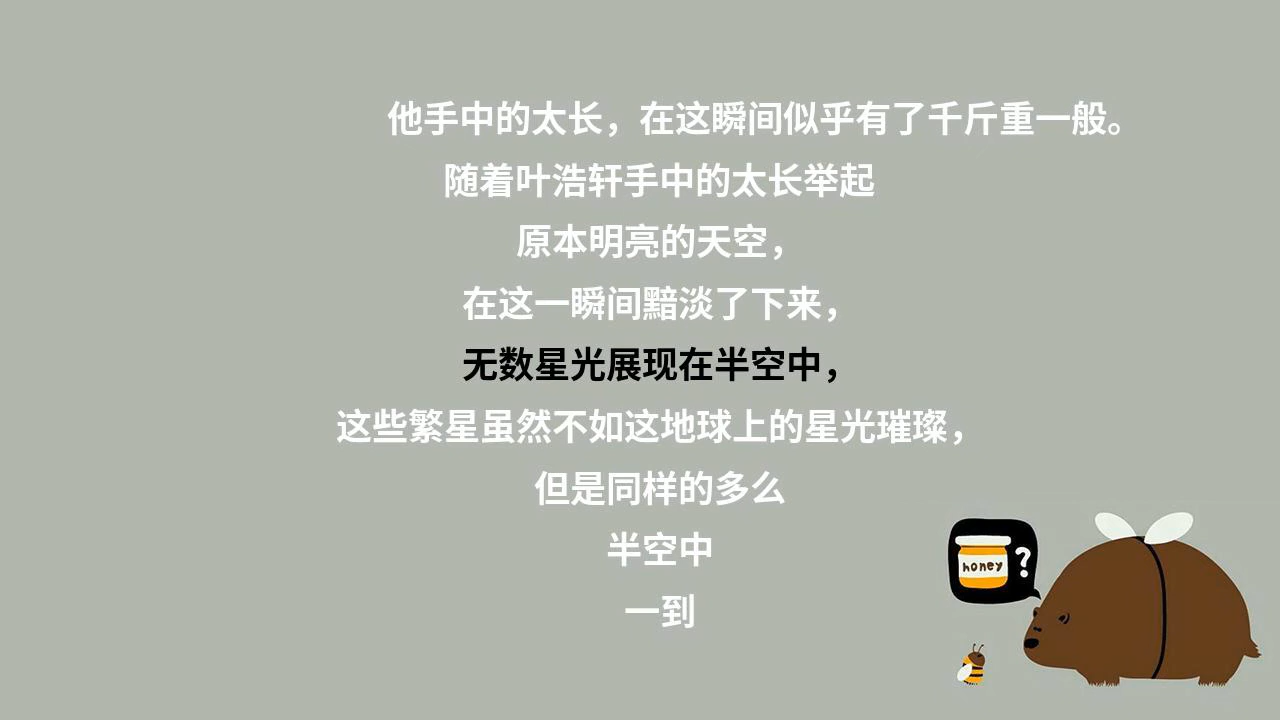 他手中的太长，在这瞬间似乎有了千斤重一般。
随着叶浩轩手中的太长举起
原本明亮的天空，
在这一瞬间黯淡了下来，
无数星光展现在半空中，
这些繁星虽然不如这地球上的星光璀璨，
但是同样的多么
半空中
一到
honey
?